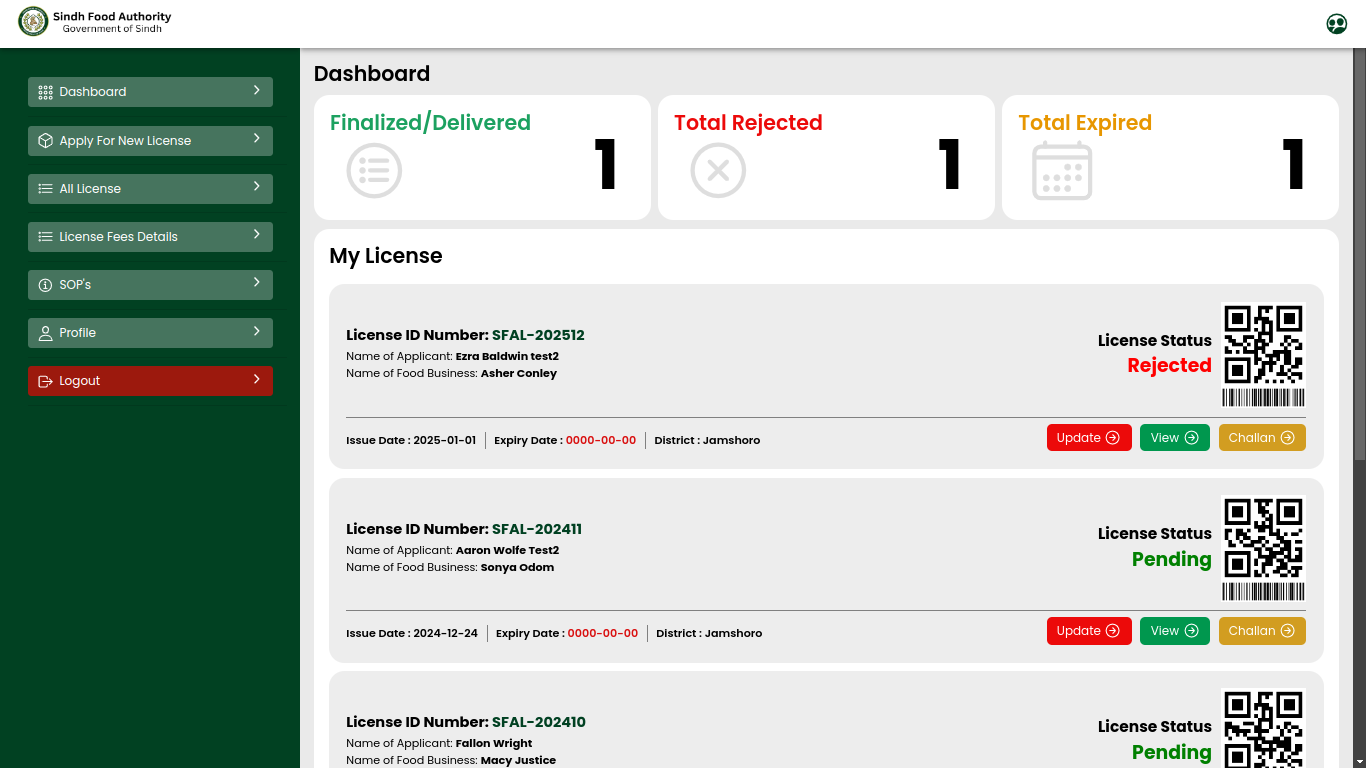 Sindh Food Authority
Government of Sindh
Dashboard
Apply For New License
All License
License Fees Details
SOP's
Profile
Logout
Dashboard
Finalized/Delivered
1
Total Rejected
1
Total Expired
1
My License
License ID Number: SFAL-202512
Name of Applicant: Ezra Baldwin test2
Name of Food Business: Asher Conley
License Status
Rejected
Issue Date : 2025-01-01 Expiry Date : 0000-00-00 District : Jamshoro
Update View Challan
License ID Number: SFAL-202411
Name of Applicant: Aaron Wolfe Test2
Name of Food Business: Sonya Odom
License Status
Pending
Issue Date : 2024-12-24 Expiry Date : 0000-00-00 District : Jamshoro
Update View Challan
License ID Number: SFAL-202410
Name of Applicant: Fallon Wright
Name of Food Business: Macy Justice
License Status
Pending